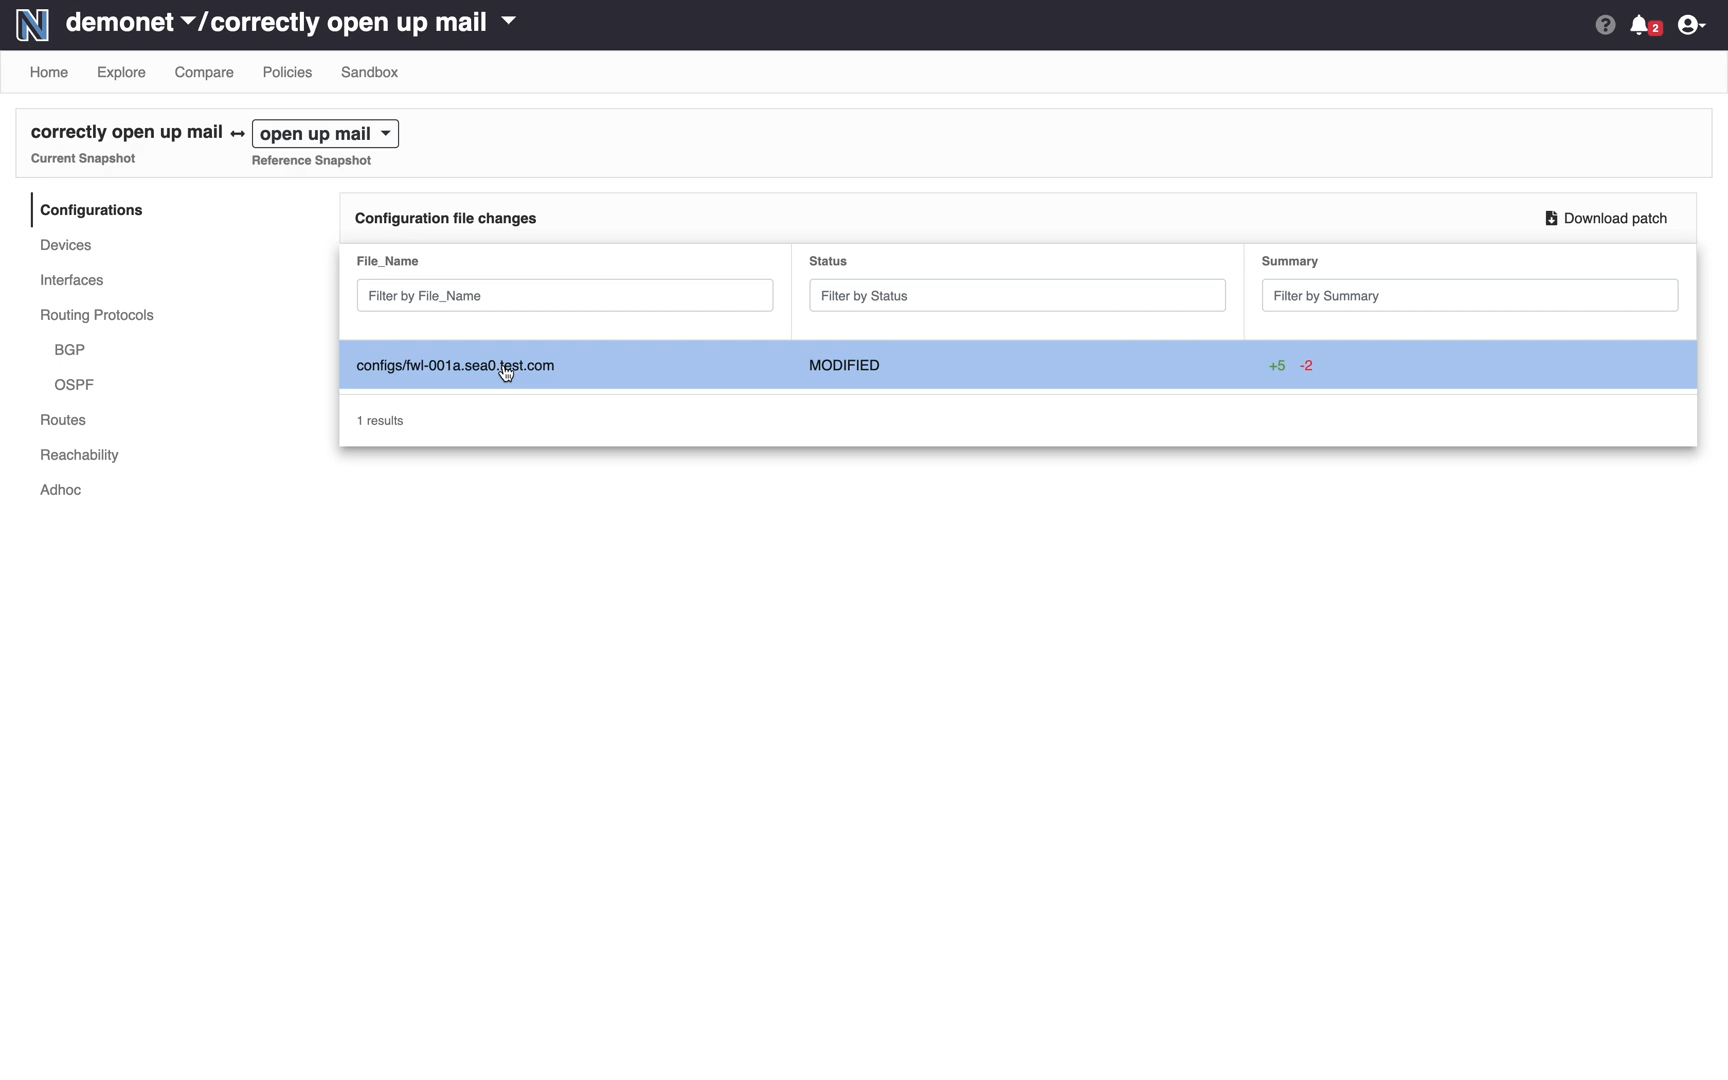 demonet /correctly open up mail
2
Home Explore Compare Policies Sandbox
correctly open up mail ↔ open up mail
Current Snapshot Reference Snapshot
Configurations
Devices
Interfaces
Routing Protocols
BGP
OSPF
Routes
Reachability
Adhoc
Configuration file changes Download patch
File_Name Status Summary
Filter by File_Name Filter by Status Filter by Summary
configs/fwl-001a.sea0.test.com MODIFIED +5 -2
1 results